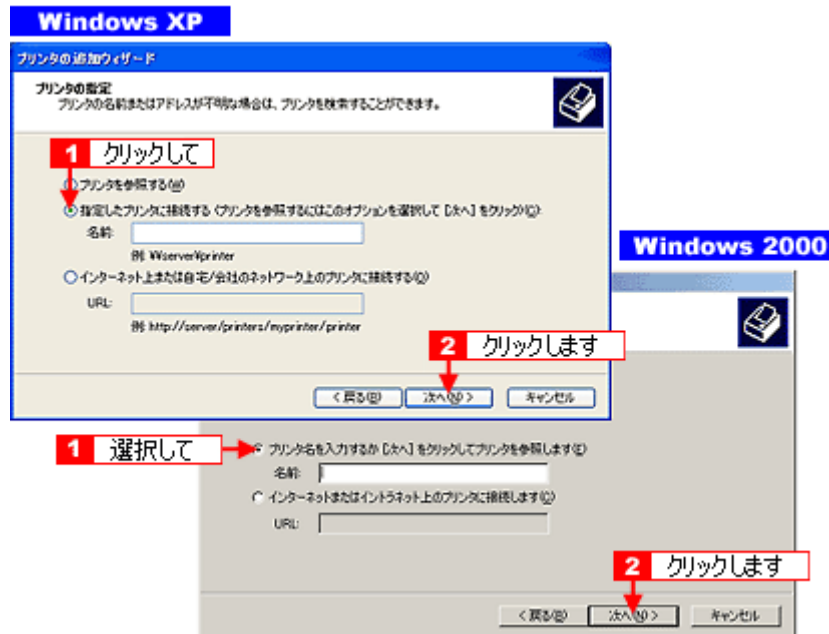 Windows XP
プリンタの追加ウィザード
プリンタの指定
プリンタの名前またはアドレスが不明な場合は、プリンタを検索することができます。
1 クリックして
プリンタを参照する(W)
指定したプリンタに接続する (プリンタを参照するにはこのオプションを選択して [次へ] をクリック)(C):
名前:
例: ¥¥server¥printer
インターネット上または自宅/会社のネットワーク上のプリンタに接続する(O):
URL:
例: http://server/printers/myprinter/printer
2 クリックします
< 戻る(B)
次へ(N) >
キャンセル
Windows 2000
1 選択して
プリンタ名を入力するか [次へ] をクリックしてプリンタを参照します(E)
名前:
インターネットまたはイントラネット上のプリンタに接続します(C)
URL:
2 クリックします
< 戻る(B)
次へ(N) >
キャンセル